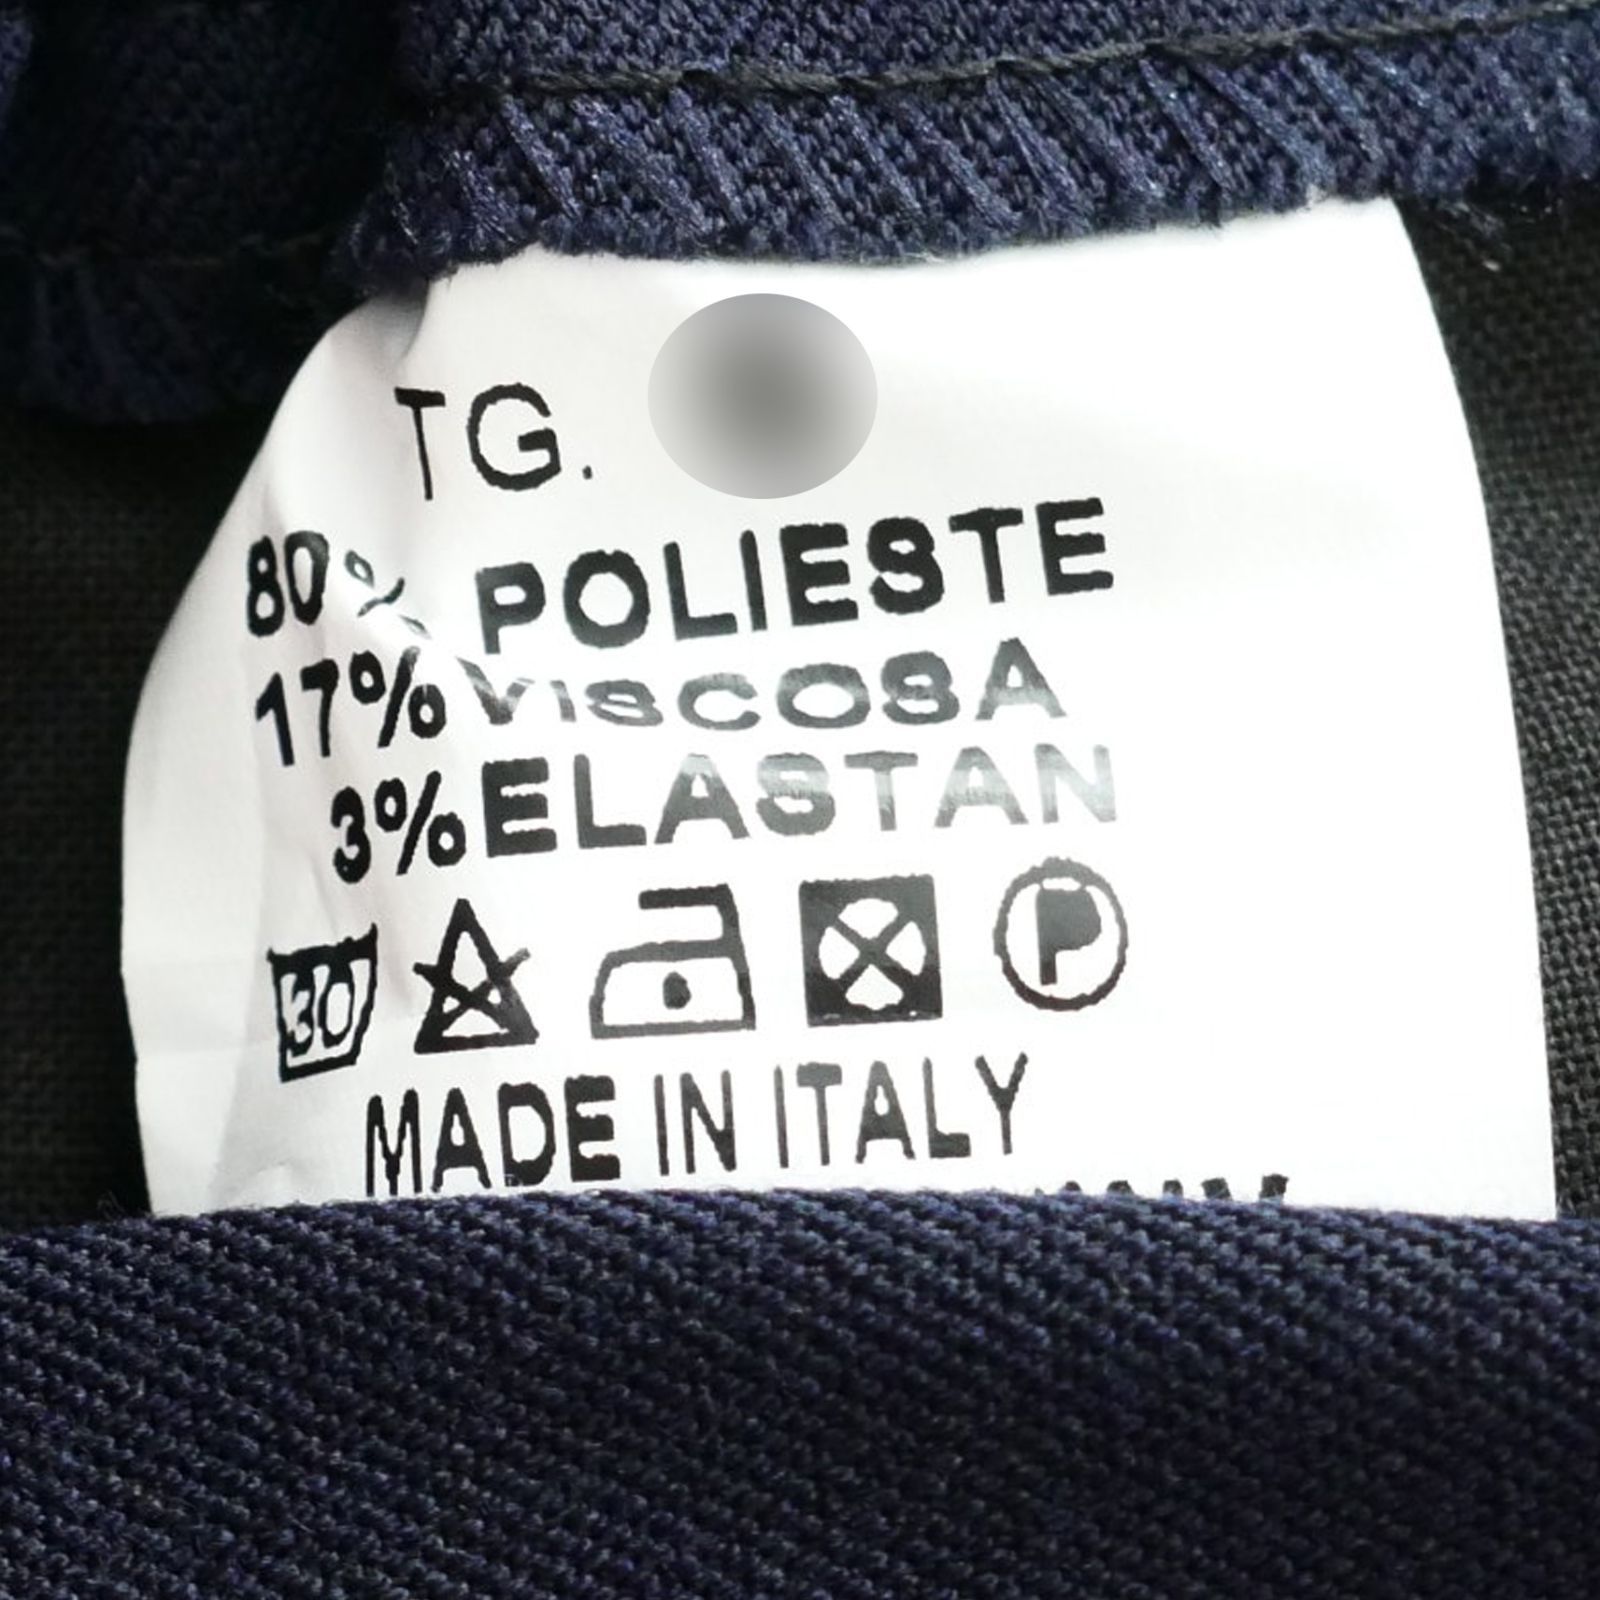 TG.
80% POLIESTE
17% VISCOSA
3% ELASTAN
30 P
MADE IN ITALY